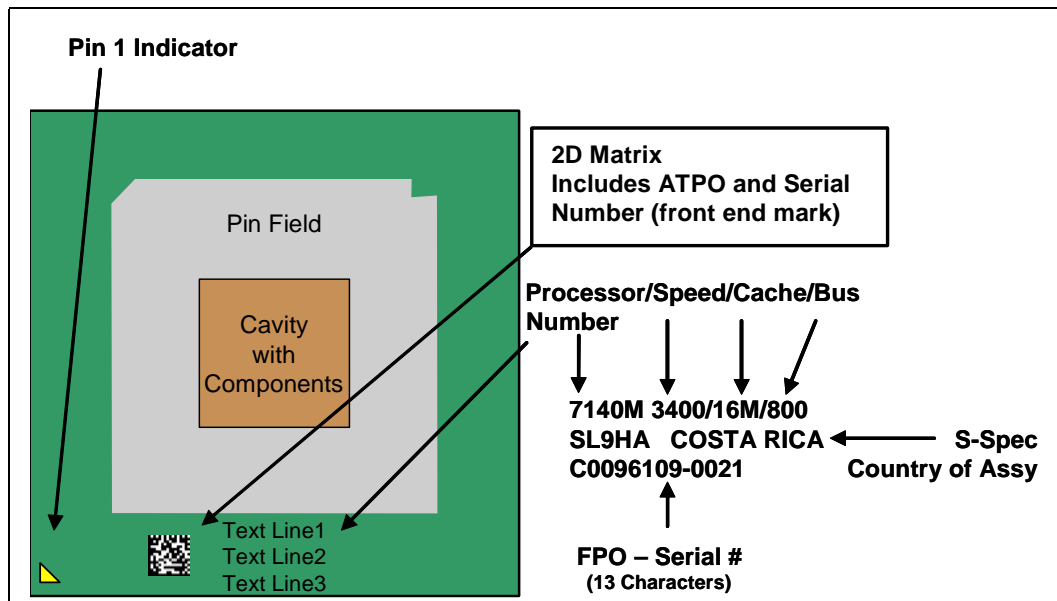 Pin 1 Indicator
2D Matrix
Includes ATPO and Serial
Number (front end mark)
Pin Field
Cavity
with
Components
Processor/Speed/Cache/Bus
Number
7140M 3400/16M/800
SL9HA COSTA RICA
C0096109-0021
S-Spec
Country of Assy
Text Line1
Text Line2
Text Line3
FPO – Serial #
(13 Characters)